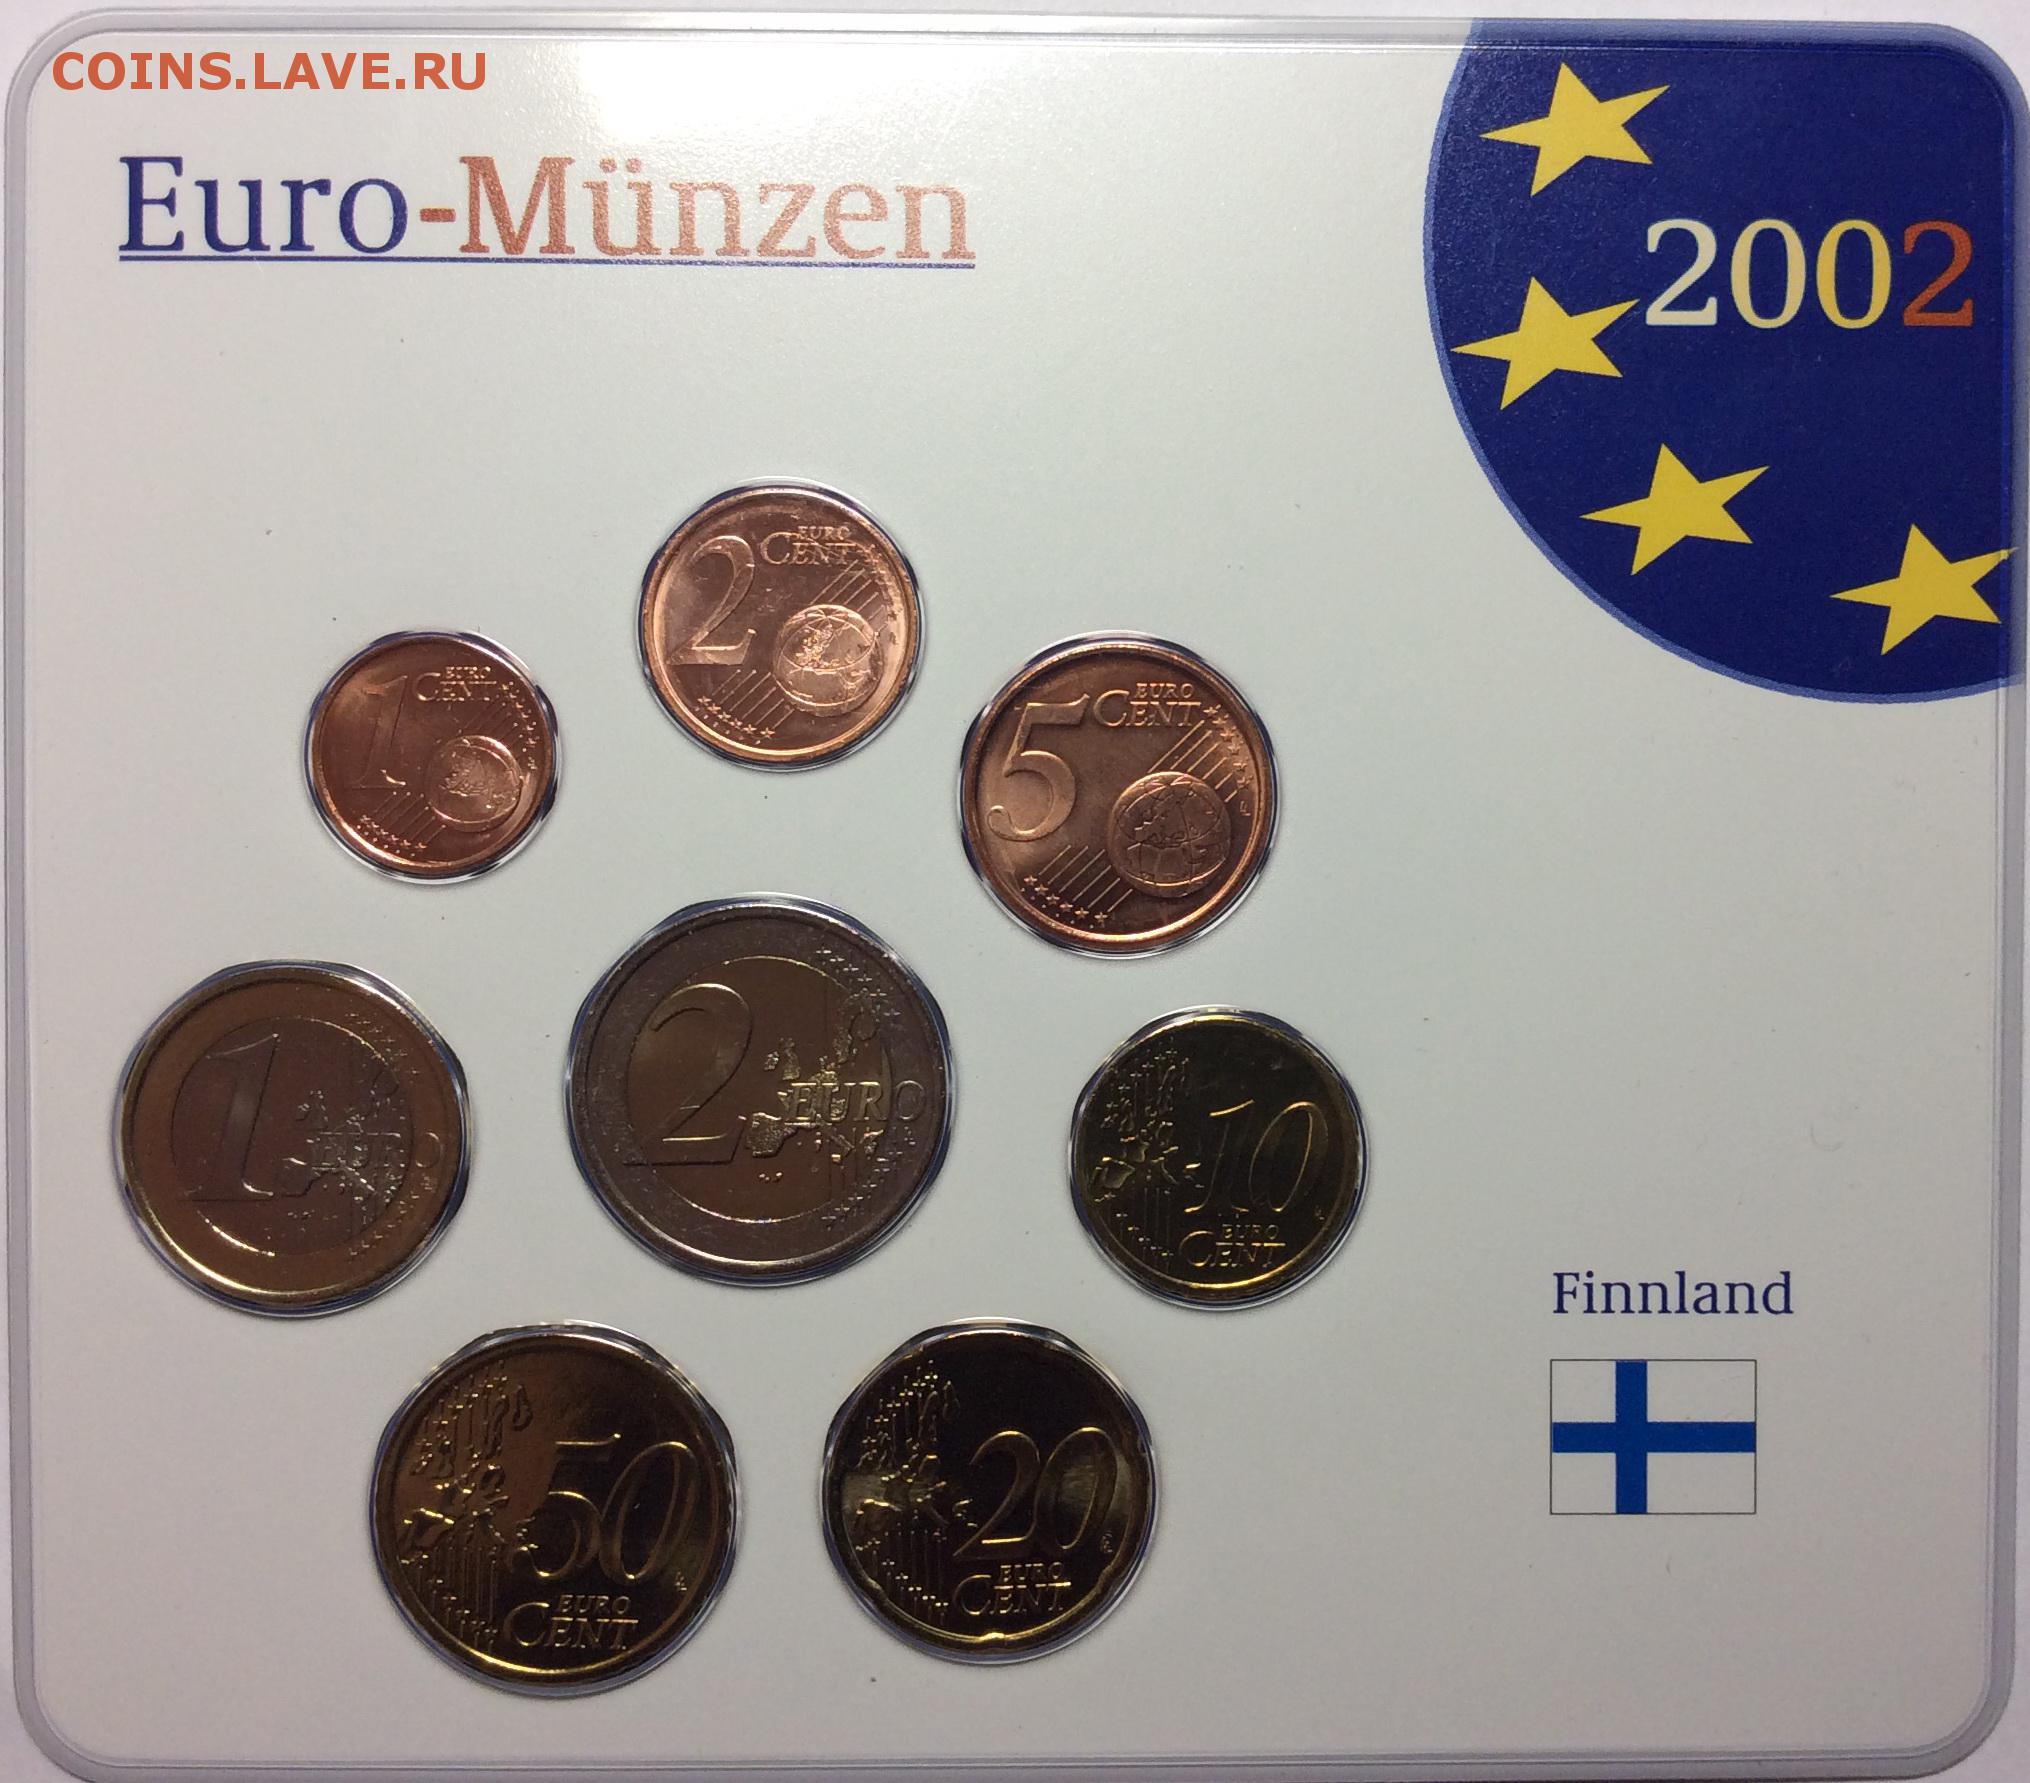 COINS.LAVE.RU
Euro-Münzen
2002
2 EURO
CENT
1 EURO
CENT
5 EURO
CENT
1 EURO
2 EURO
10
EURO
CENT
50
EURO
CENT
20
EURO
CENT
Finnland